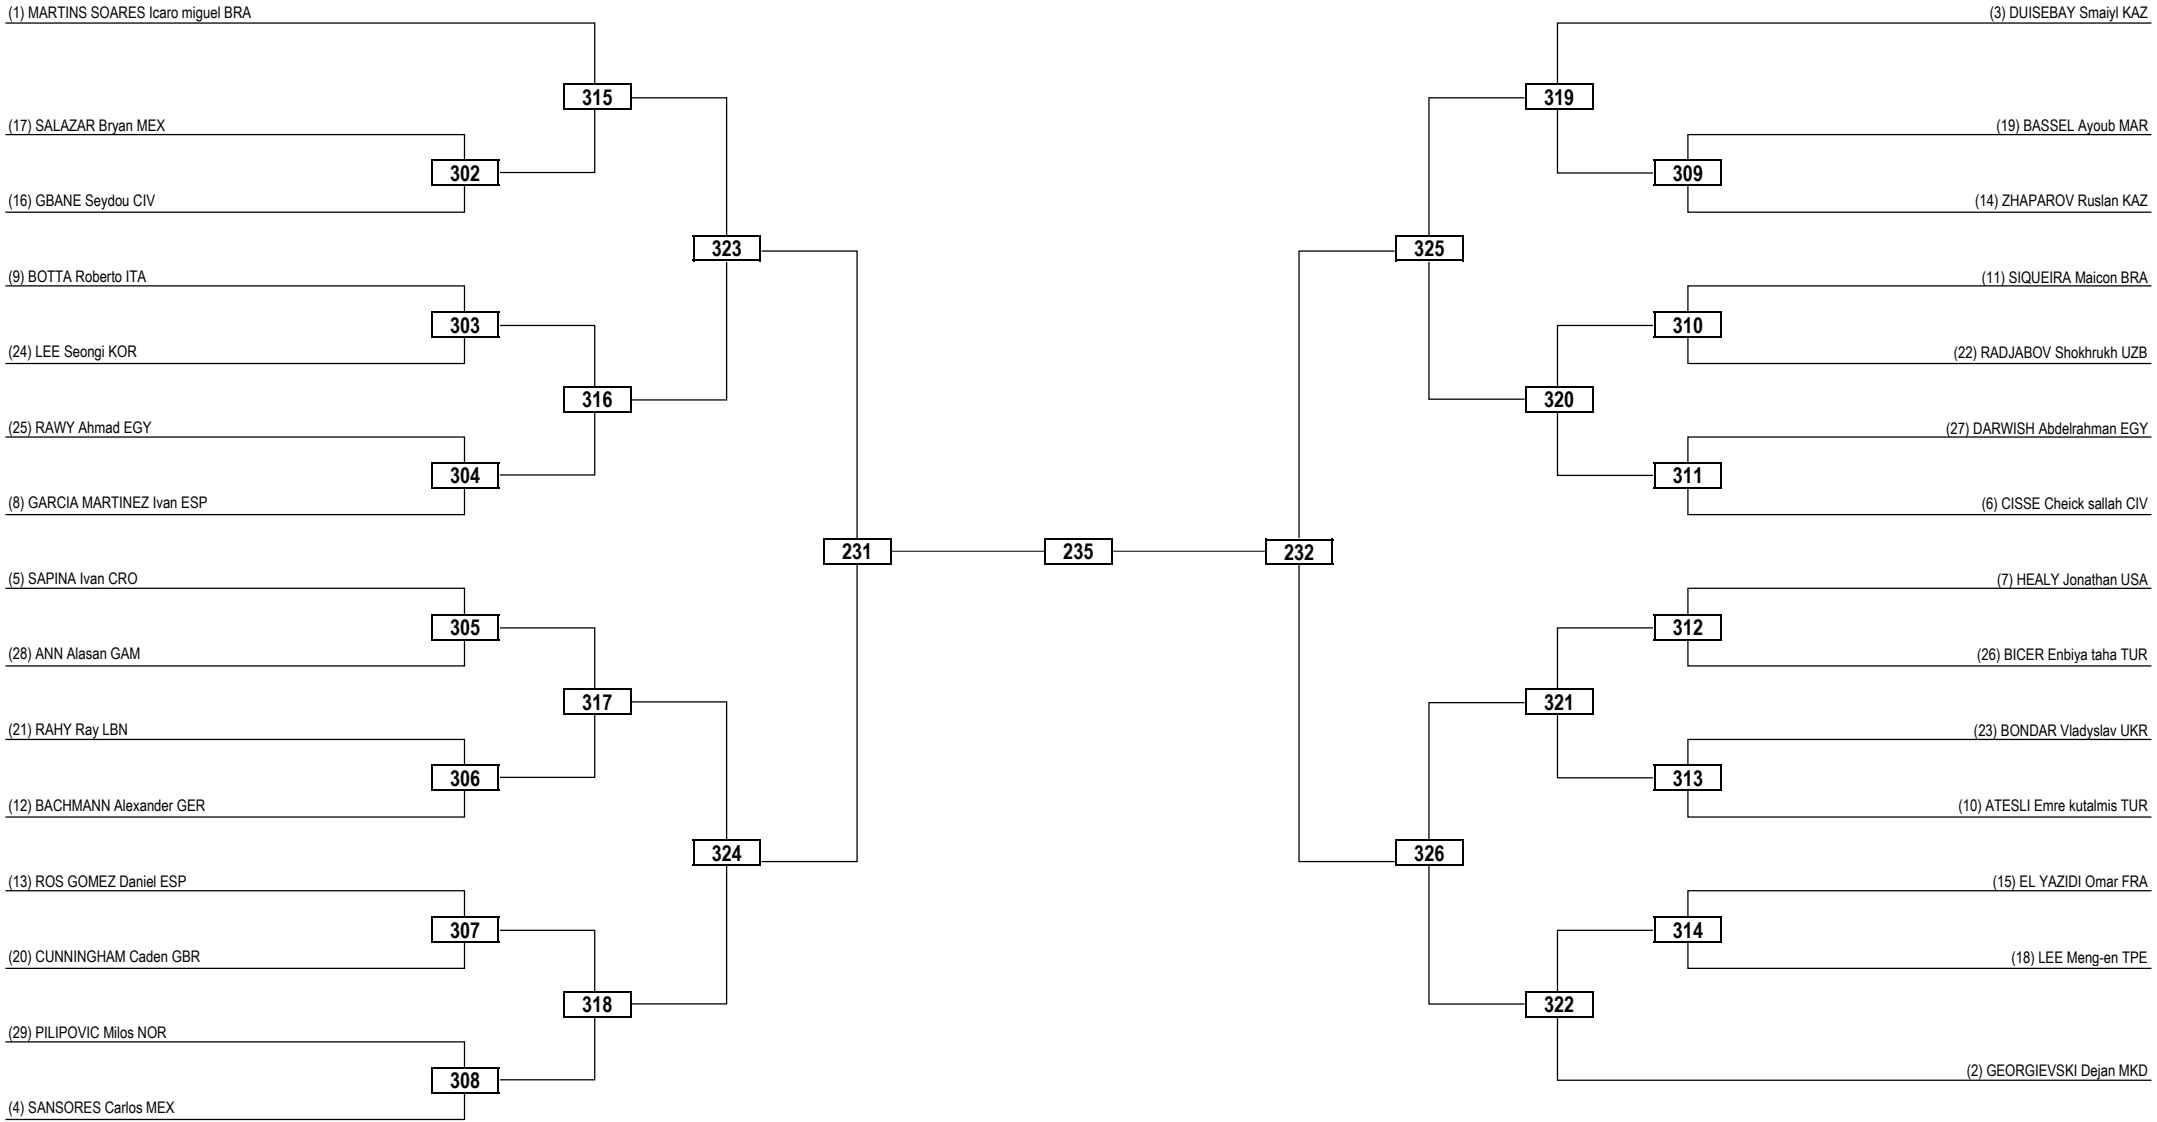 (1) MARTINS SOARES Icaro miguel BRA
(3) DUISEBAY Smaiyl KAZ
315
319
(17) SALAZAR Bryan MEX
(19) BASSEL Ayoub MAR
302
309
(16) GBANE Seydou CIV
(14) ZHAPAROV Ruslan KAZ
323
325
(9) BOTTA Roberto ITA
(11) SIQUEIRA Maicon BRA
303
310
(24) LEE Seongi KOR
(22) RADJABOV Shokhrukh UZB
316
320
(25) RAWY Ahmad EGY
(27) DARWISH Abdelrahman EGY
304
311
(8) GARCIA MARTINEZ Ivan ESP
(6) CISSE Cheick sallah CIV
231
235
232
(5) SAPINA Ivan CRO
(7) HEALY Jonathan USA
305
312
(28) ANN Alasan GAM
(26) BICER Enbiya taha TUR
317
321
(21) RAHY Ray LBN
(23) BONDAR Vladyslav UKR
306
313
(12) BACHMANN Alexander GER
(10) ATESLI Emre kutalmis TUR
324
326
(13) ROS GOMEZ Daniel ESP
(15) EL YAZIDI Omar FRA
307
314
(20) CUNNINGHAM Caden GBR
(18) LEE Meng-en TPE
318
322
(29) PILIPOVIC Milos NOR
308
(2) GEORGIEVSKI Dejan MKD
(4) SANSORES Carlos MEX